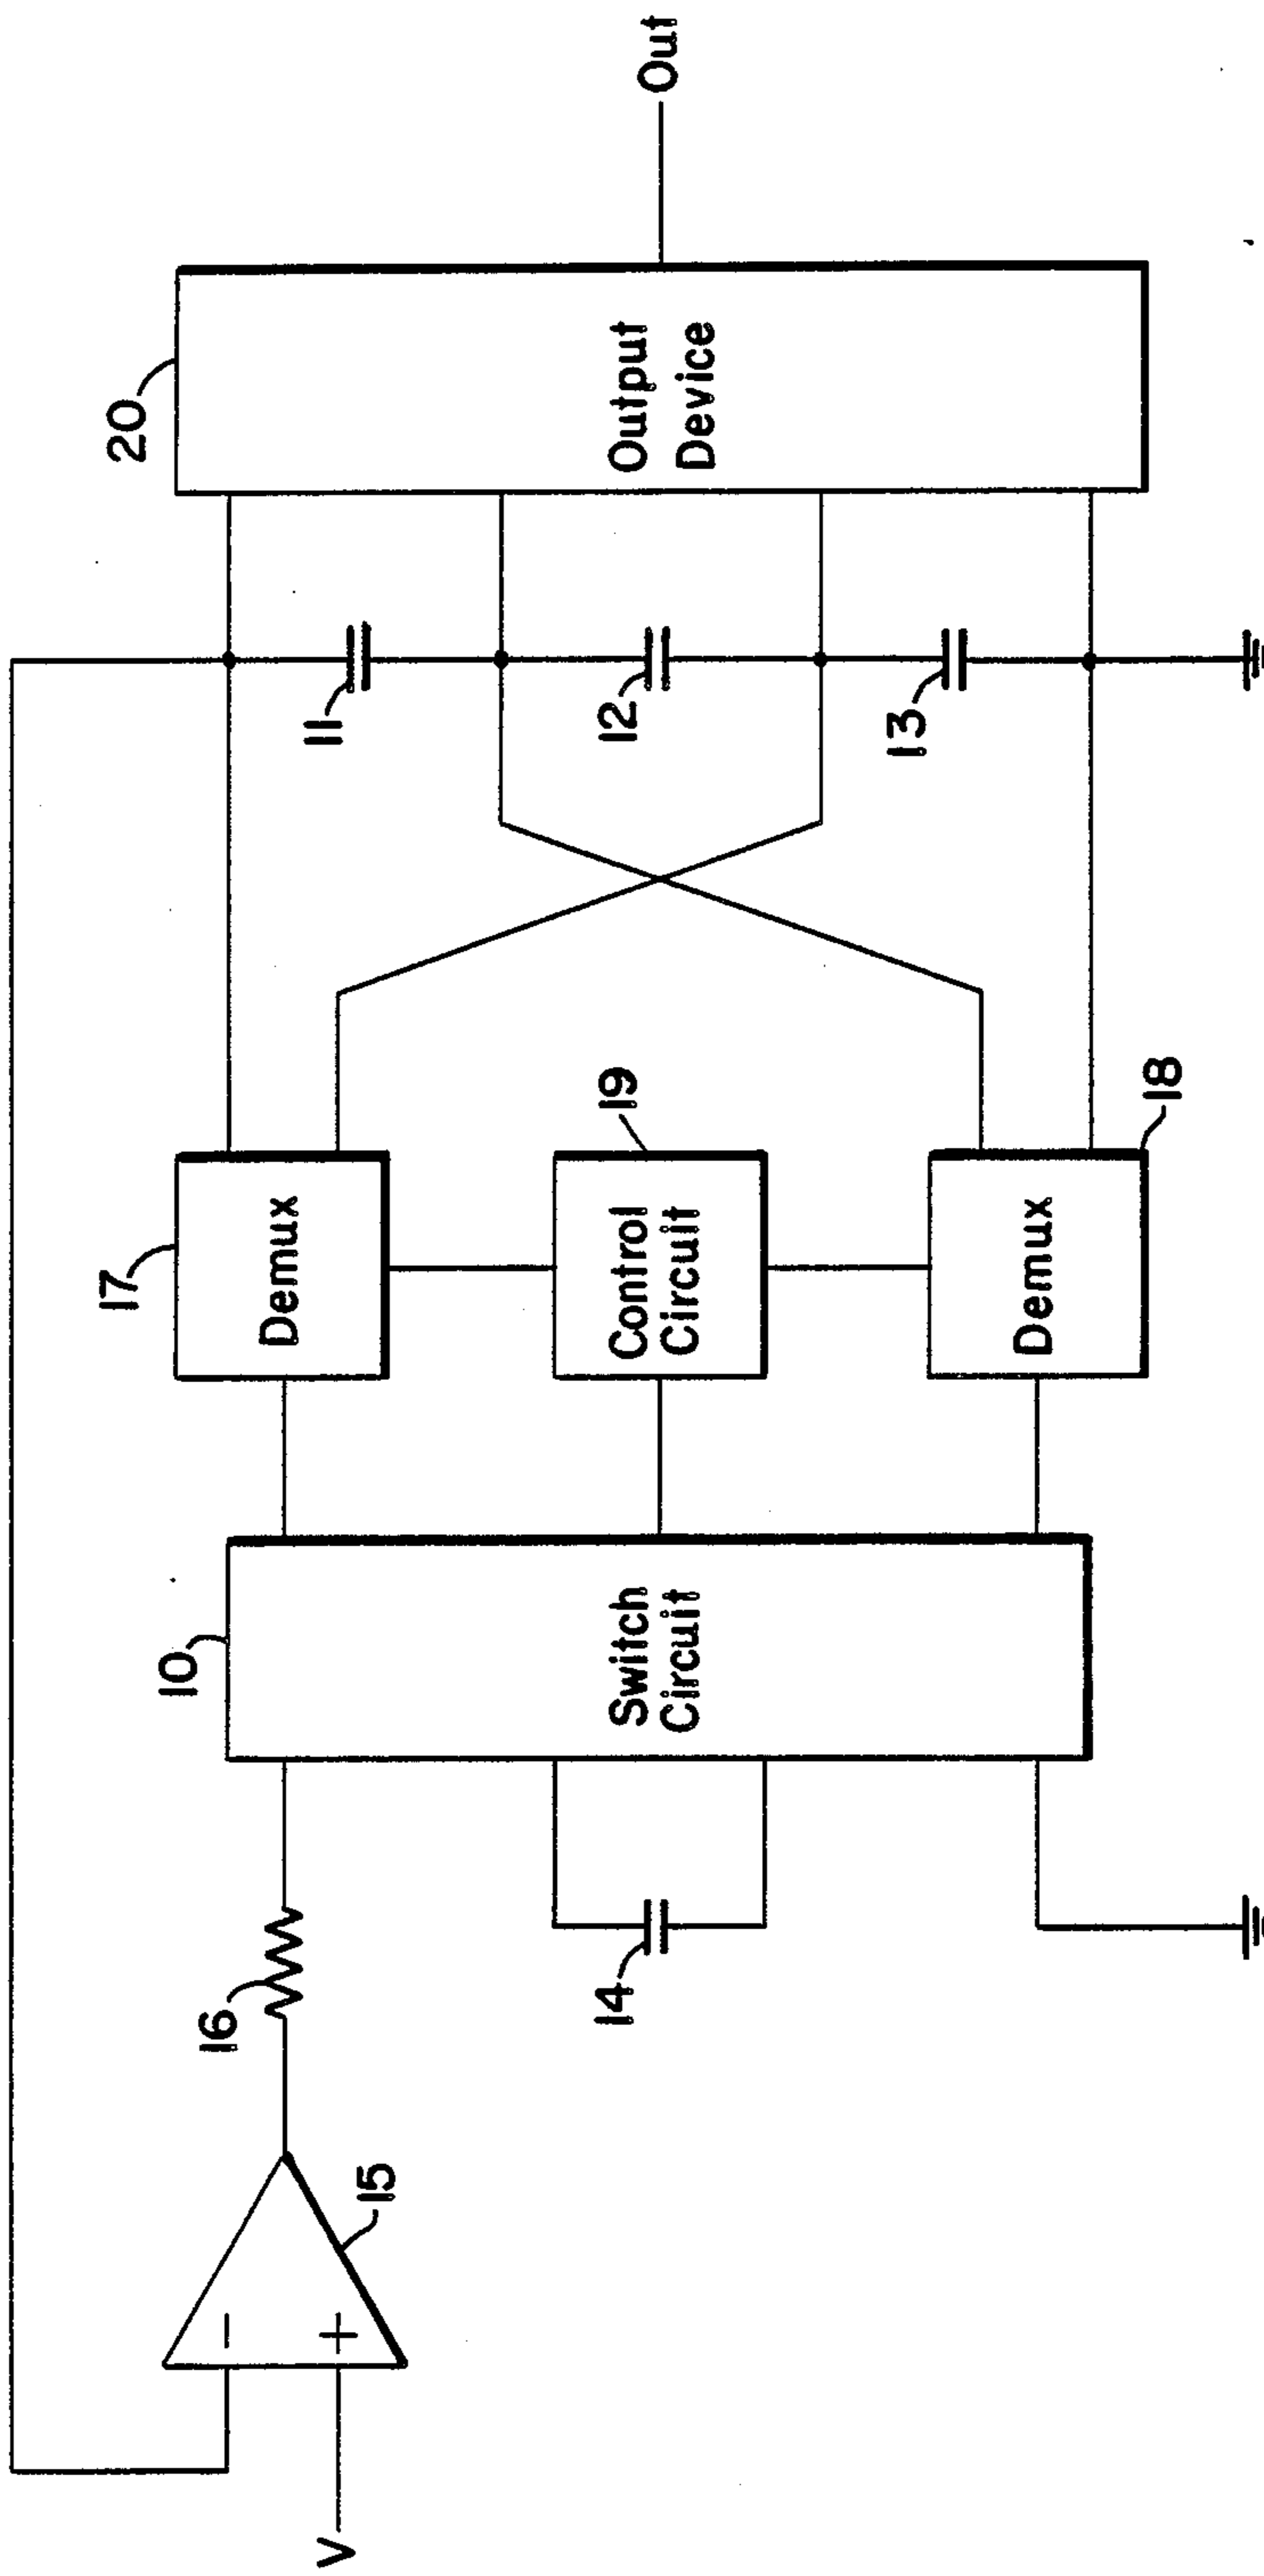 V
-
+
15
16
14
10
Switch
Circuit
17
Demux
19
Control
Circuit
18
Demux
11
12
13
20
Output
Device
Out